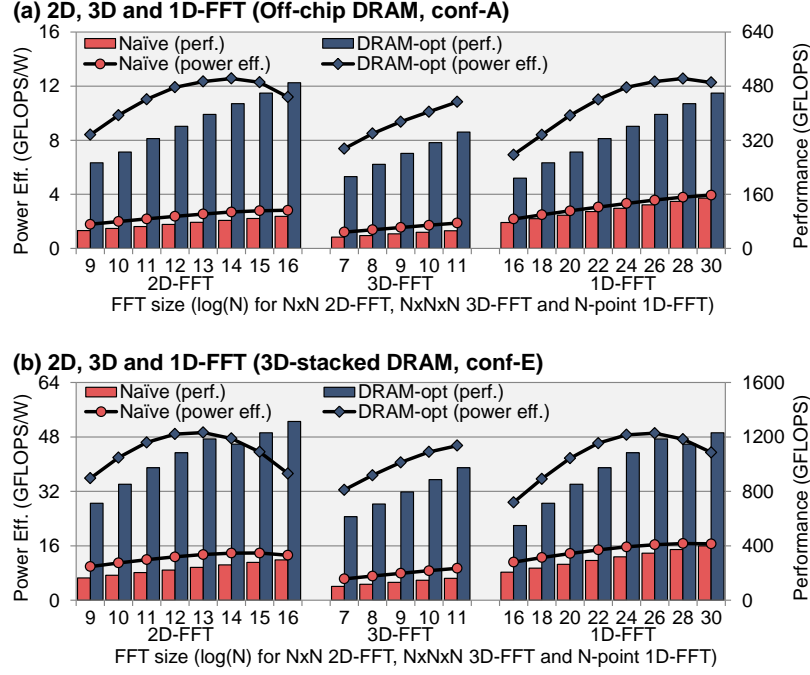 (a) 2D, 3D and 1D-FFT (Off-chip DRAM, conf-A)
Power Eff. (GFLOPS/W)
16
12
8
4
0
Naïve (perf.)
DRAM-opt (perf.)
Naïve (power eff.)
DRAM-opt (power eff.)
640
480
320
160
0
Performance (GFLOPS)
9 10 11 12 13 14 15 16 7 8 9 10 11 16 18 20 22 24 26 28 30
2D-FFT 3D-FFT 1D-FFT
FFT size (log(N) for NxN 2D-FFT, NxNxN 3D-FFT and N-point 1D-FFT)
(b) 2D, 3D and 1D-FFT (3D-stacked DRAM, conf-E)
Power Eff. (GFLOPS/W)
64
48
32
16
0
Naïve (perf.)
DRAM-opt (perf.)
Naïve (power eff.)
DRAM-opt (power eff.)
1600
1200
800
400
0
Performance (GFLOPS)
9 10 11 12 13 14 15 16 7 8 9 10 11 16 18 20 22 24 26 28 30
2D-FFT 3D-FFT 1D-FFT
FFT size (log(N) for NxN 2D-FFT, NxNxN 3D-FFT and N-point 1D-FFT)